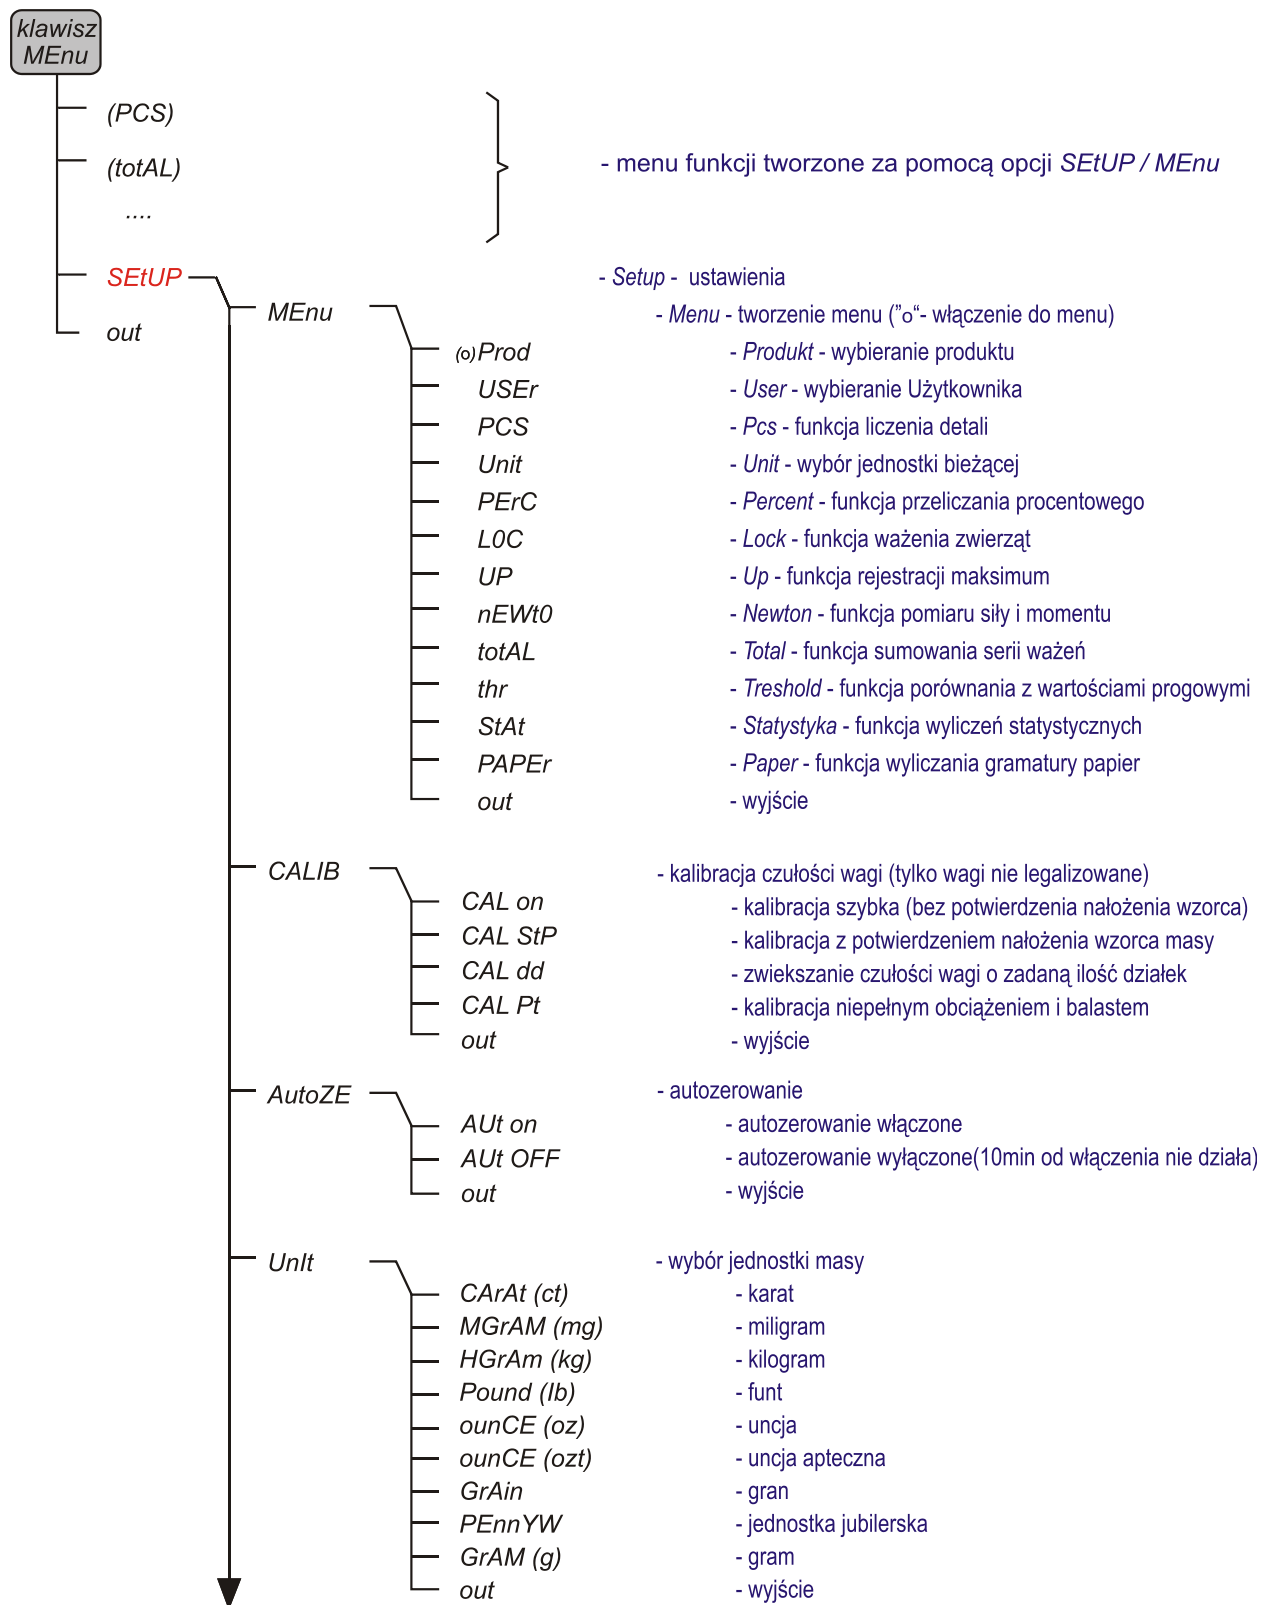 klawisz
MEnu
(PCS)
(totAL)
....
- menu funkcji tworzone za pomocą opcji SEtUP / MEnu
SEtUP - Setup - ustawienia
out
MEnu - Menu - tworzenie menu (”o“- włączenie do menu)
(o)Prod - Produkt - wybieranie produktu
USEr - User - wybieranie Użytkownika
PCS - Pcs - funkcja liczenia detali
Unit - Unit - wybór jednostki bieżącej
PErC - Percent - funkcja przeliczania procentowego
L0C - Lock - funkcja ważenia zwierząt
UP - Up - funkcja rejestracji maksimum
nEWt0 - Newton - funkcja pomiaru siły i momentu
totAL - Total - funkcja sumowania serii ważeń
thr - Treshold - funkcja porównania z wartościami progowymi
StAt - Statystyka - funkcja wyliczeń statystycznych
PAPEr - Paper - funkcja wyliczania gramatury papier
out - wyjście
CALIB - kalibracja czułości wagi (tylko wagi nie legalizowane)
CAL on - kalibracja szybka (bez potwierdzenia nałożenia wzorca)
CAL StP - kalibracja z potwierdzeniem nałożenia wzorca masy
CAL dd - zwiekszanie czułości wagi o zadaną ilość działek
CAL Pt - kalibracja niepełnym obciążeniem i balastem
out - wyjście
AutoZE - autozerowanie
AUt on - autozerowanie włączone
AUt OFF - autozerowanie wyłączone(10min od włączenia nie działa)
out - wyjście
UnIt - wybór jednostki masy
CArAt (ct) - karat
MGrAM (mg) - miligram
HGrAm (kg) - kilogram
Pound (lb) - funt
ounCE (oz) - uncja
ounCE (ozt) - uncja apteczna
GrAin - gran
PEnnYW - jednostka jubilerska
GrAM (g) - gram
out - wyjście